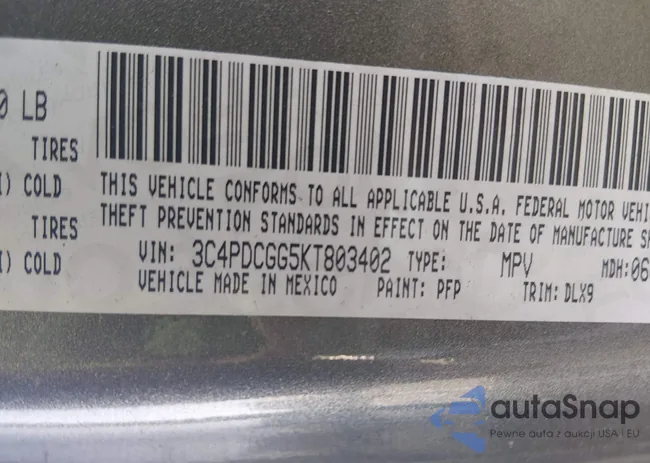 0 LB
TIRES
I) COLD
TIRES
I) COLD
THIS VEHICLE CONFORMS TO ALL APPLICABLE U.S.A. FEDERAL MOTOR VEHI
THEFT PREVENTION STANDARDS IN EFFECT ON THE DATE OF MANUFACTURE S
VIN: 3C4PDCGG5KT803402 TYPE: MPV MDH:06
VEHICLE MADE IN MEXICO PAINT: PFP TRIM: DLX9
autaSnap
Pewne auta z aukcji USA i EU